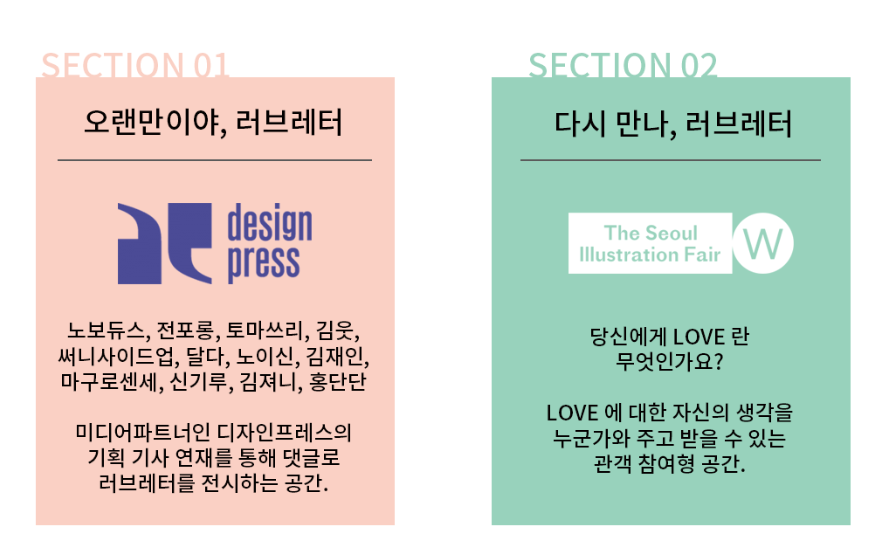 SECTION 01
오랜만이야, 러브레터
design
press
노보듀스, 전포롱, 토마쓰리, 김웃,
써니사이드업, 달다, 노이신, 김재인,
마구로센세, 신기루, 김져니, 홍단단
미디어파트너인 디자인프레스의
기획 기사 연재를 통해 댓글로
러브레터를 전시하는 공간.
SECTION 02
다시 만나, 러브레터
The Seoul
Illustration Fair W
당신에게 LOVE 란
무엇인가요?
LOVE 에 대한 자신의 생각을
누군가와 주고 받을 수 있는
관객 참여형 공간.